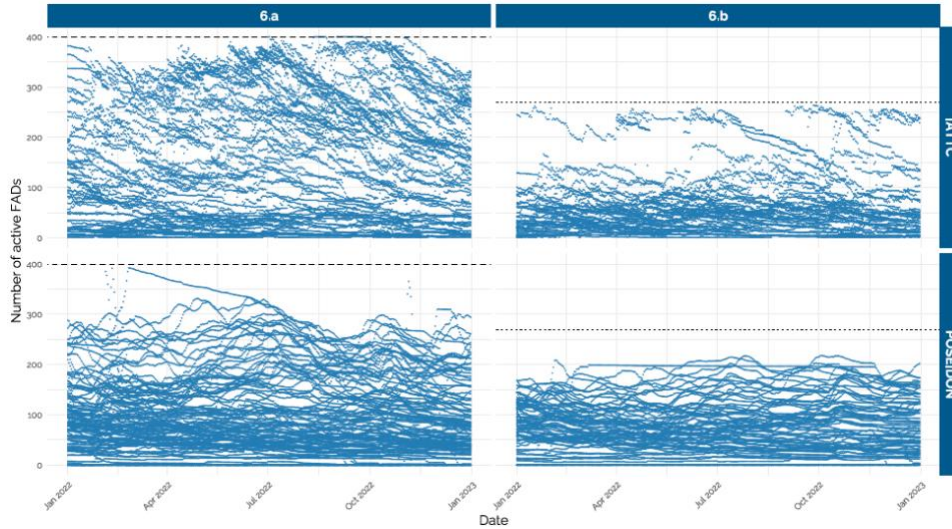 6.a
6.b
400
300
200
100
0
IATTC
400
300
200
100
0
POSEIDON
Number of active FADs
Jan 2022
Apr 2022
Jul 2022
Oct 2022
Jan 2023
Jan 2022
Apr 2022
Jul 2022
Oct 2022
Jan 2023
Date